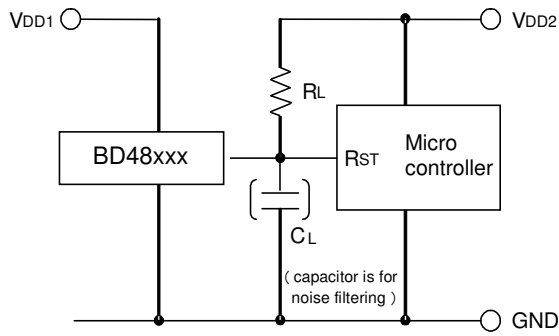 VDD1
VDD2
RL
BD48xxx
RST
Micro
controller
CL
( capacitor is for
noise filtering )
GND